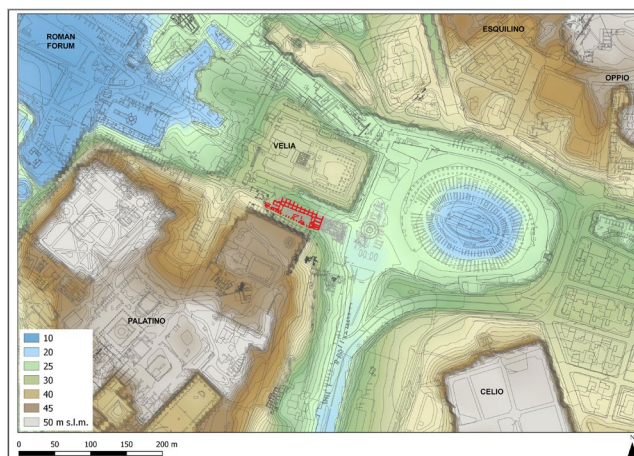 ROMAN
FORUM
ESQUILINO
OPPIO
VELIA
PALATINO
CELIO
10
20
25
30
40
45
50 m s.l.m.
0 50 100 150 200 m
N